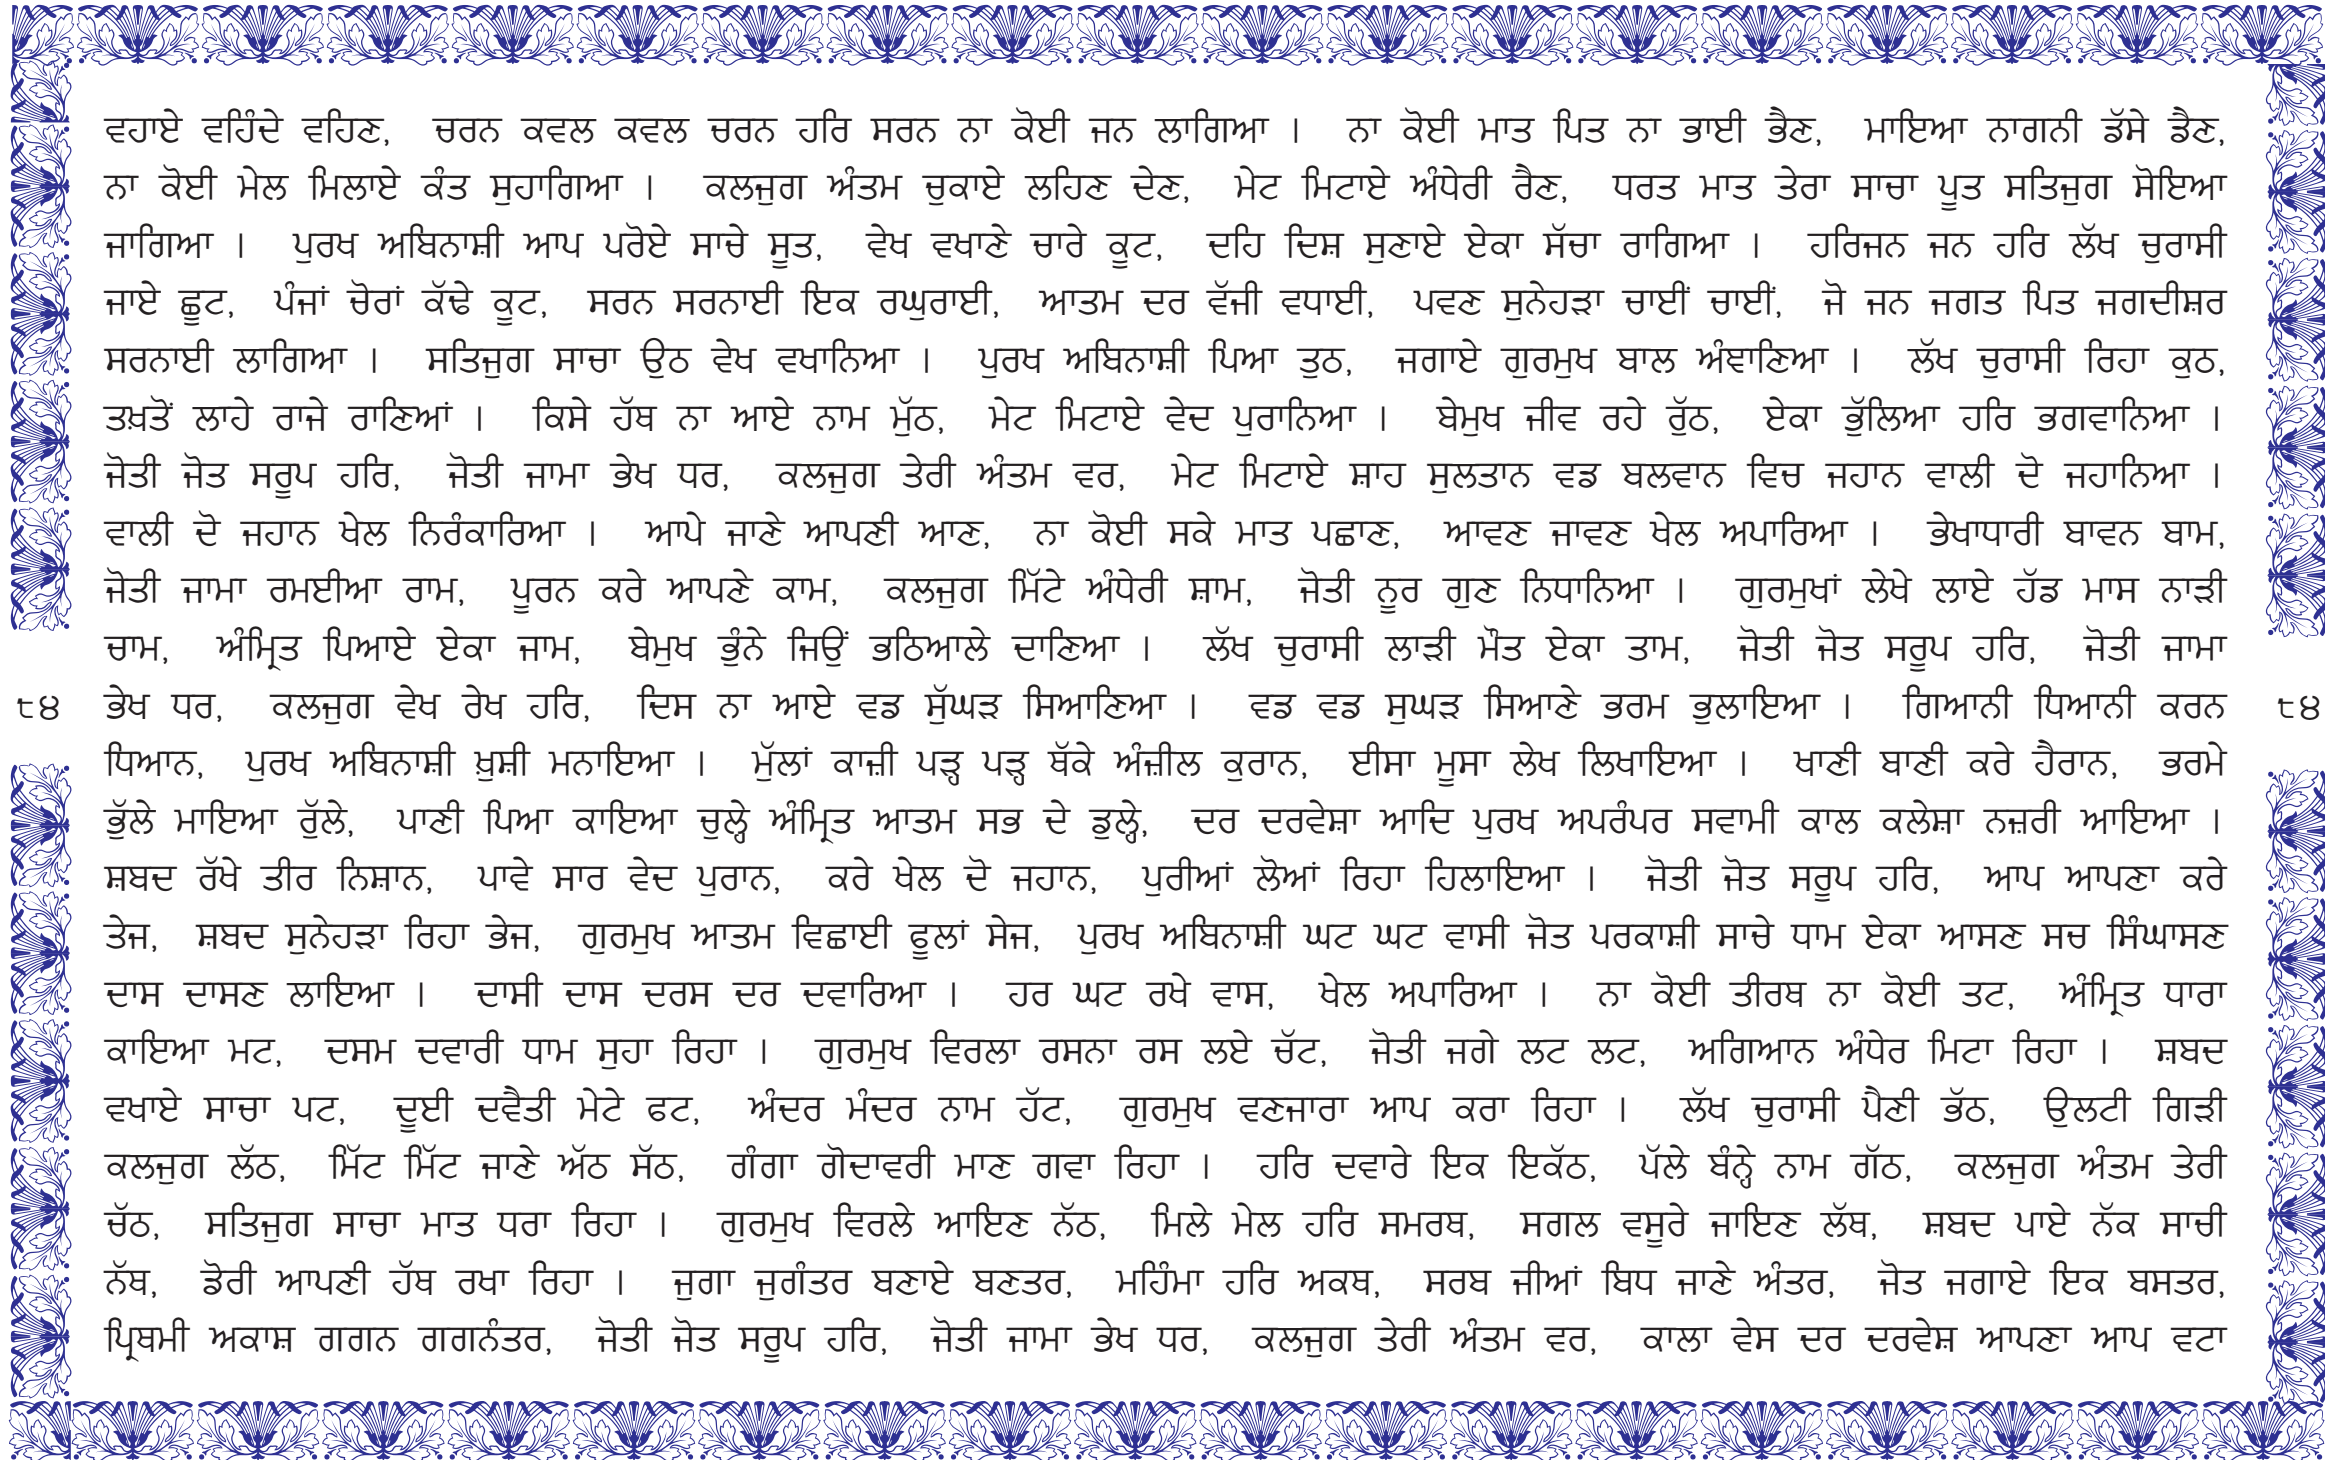 ਵਹਾਏ ਵਹਿੰਦੇ ਵਹਿਣ, ਚਰਨ ਕਵਲ ਕਵਲ ਚਰਨ ਹਰਿ ਸਰਨ ਨਾ ਕੋਈ ਜਨ ਲਾਗਿਆ । ਨਾ ਕੋਈ ਮਾਤ ਪਿਤ ਨਾ ਭਾਈ ਭੈਣ, ਮਾਇਆ ਨਾਗਨੀ ਡੱਸੇ ਡੈਣ,
ਨਾ ਕੋਈ ਮੇਲ ਮਿਲਾਏ ਕੰਤ ਸੁਹਾਗਿਆ । ਕਲਜੁਗ ਅੰਤਮ ਚੁਕਾਏ ਲਹਿਣ ਦੇਣ, ਮੇਟ ਮਿਟਾਏ ਅੰਧੇਰੀ ਰੈਣ, ਧਰਤ ਮਾਤ ਤੇਰਾ ਸਾਚਾ ਪੂਤ ਸਤਿਜੁਗ ਸੋਇਆ
ਜਾਗਿਆ । ਪੁਰਖ ਅਬਿਨਾਸ਼ੀ ਆਪ ਪਰੋਏ ਸਾਚੇ ਸੂਤ, ਵੇਖ ਵਖਾਣੇ ਚਾਰੇ ਕੂਟ, ਦਹਿ ਦਿਸ਼ ਸੁਣਾਏ ਏਕਾ ਸੱਚਾ ਰਾਗਿਆ । ਹਰਿਜਨ ਜਨ ਹਰਿ ਲੱਖ ਚੁਰਾਸੀ
ਜਾਏ ਛੂਟ, ਪੰਜਾਂ ਚੋਰਾਂ ਕੱਢੇ ਕੂਟ, ਸਰਨ ਸਰਨਾਈ ਇਕ ਰਘੁਰਾਈ, ਆਤਮ ਦਰ ਵੱਜੀ ਵਧਾਈ, ਪਵਣ ਸੁਨੇਹੜਾ ਚਾਈਂ ਚਾਈਂ, ਜੋ ਜਨ ਜਗਤ ਪਿਤ ਜਗਦੀਸ਼ਰ
ਸਰਨਾਈ ਲਾਗਿਆ । ਸਤਿਜੁਗ ਸਾਚਾ ਉਠ ਵੇਖ ਵਖਾਨਿਆ । ਪੁਰਖ ਅਬਿਨਾਸ਼ੀ ਪਿਆ ਤੁਠ, ਜਗਾਏ ਗੁਰਮੁਖ ਬਾਲ ਅੰਞਾਣਿਆ । ਲੱਖ ਚੁਰਾਸੀ ਰਿਹਾ ਕੁਠ,
ਤਖ਼ਤੋਂ ਲਾਹੇ ਰਾਜੇ ਰਾਣਿਆਂ । ਕਿਸੇ ਹੱਥ ਨਾ ਆਏ ਨਾਮ ਮੁੱਠ, ਮੇਟ ਮਿਟਾਏ ਵੇਦ ਪੁਰਾਨਿਆ । ਬੇਮੁਖ ਜੀਵ ਰਹੇ ਰੁੱਠ, ਏਕਾ ਭੁੱਲਿਆ ਹਰਿ ਭਗਵਾਨਿਆ ।
ਜੋਤੀ ਜੋਤ ਸਰੂਪ ਹਰਿ, ਜੋਤੀ ਜਾਮਾ ਭੇਖ ਧਰ, ਕਲਜੁਗ ਤੇਰੀ ਅੰਤਮ ਵਰ, ਮੇਟ ਮਿਟਾਏ ਸ਼ਾਹ ਸੁਲਤਾਨ ਵਡ ਬਲਵਾਨ ਵਿਚ ਜਹਾਨ ਵਾਲੀ ਦੋ ਜਹਾਨਿਆ ।
ਵਾਲੀ ਦੋ ਜਹਾਨ ਖੇਲ ਨਿਰੰਕਾਰਿਆ । ਆਪੇ ਜਾਣੇ ਆਪਣੀ ਆਣ, ਨਾ ਕੋਈ ਸਕੇ ਮਾਤ ਪਛਾਣ, ਆਵਣ ਜਾਵਣ ਖੇਲ ਅਪਾਰਿਆ । ਭੇਖਾਧਾਰੀ ਬਾਵਨ ਬਾਮ,
ਜੋਤੀ ਜਾਮਾ ਰਮਈਆ ਰਾਮ, ਪੂਰਨ ਕਰੇ ਆਪਣੇ ਕਾਮ, ਕਲਜੁਗ ਮਿੱਟੇ ਅੰਧੇਰੀ ਸ਼ਾਮ, ਜੋਤੀ ਨੂਰ ਗੁਣ ਨਿਧਾਨਿਆ । ਗੁਰਮੁਖਾਂ ਲੇਖੇ ਲਾਏ ਹੱਡ ਮਾਸ ਨਾੜੀ
ਚਾਮ, ਅੰਮ੍ਰਿਤ ਪਿਆਏ ਏਕਾ ਜਾਮ, ਬੇਮੁਖ ਭੁੰਨੇ ਜਿਉਂ ਭਠਿਆਲੇ ਦਾਣਿਆ । ਲੱਖ ਚੁਰਾਸੀ ਲਾੜੀ ਮੌਤ ਏਕਾ ਤਾਮ, ਜੋਤੀ ਜੋਤ ਸਰੂਪ ਹਰਿ, ਜੋਤੀ ਜਾਮਾ
੮੪ ਭੇਖ ਧਰ, ਕਲਜੁਗ ਵੇਖ ਰੇਖ ਹਰਿ, ਦਿਸ ਨਾ ਆਏ ਵਡ ਸੁੱਘੜ ਸਿਆਣਿਆ । ਵਡ ਵਡ ਸੁਘੜ ਸਿਆਣੇ ਭਰਮ ਭੁਲਾਇਆ । ਗਿਆਨੀ ਧਿਆਨੀ ਕਰਨ ੮੪
ਧਿਆਨ, ਪੁਰਖ ਅਬਿਨਾਸ਼ੀ ਖ਼ੁਸ਼ੀ ਮਨਾਇਆ । ਮੁੱਲਾਂ ਕਾਜ਼ੀ ਪੜ੍ਹ ਪੜ੍ਹ ਥੱਕੇ ਅੰਜ਼ੀਲ ਕੁਰਾਨ, ਈਸਾ ਮੂਸਾ ਲੇਖ ਲਿਖਾਇਆ । ਖਾਣੀ ਬਾਣੀ ਕਰੇ ਹੈਰਾਨ, ਭਰਮੇ
ਭੁੱਲੇ ਮਾਇਆ ਰੁੱਲੇ, ਪਾਣੀ ਪਿਆ ਕਾਇਆ ਚੁਲ੍ਹੇ ਅੰਮ੍ਰਿਤ ਆਤਮ ਸਭ ਦੇ ਡੁਲ੍ਹੇ, ਦਰ ਦਰਵੇਸ਼ਾ ਆਦਿ ਪੁਰਖ ਅਪਰੰਪਰ ਸਵਾਮੀ ਕਾਲ ਕਲੇਸ਼ਾ ਨਜ਼ਰੀ ਆਇਆ ।
ਸ਼ਬਦ ਰੱਖੇ ਤੀਰ ਨਿਸ਼ਾਨ, ਪਾਵੇ ਸਾਰ ਵੇਦ ਪੁਰਾਨ, ਕਰੇ ਖੇਲ ਦੋ ਜਹਾਨ, ਪੁਰੀਆਂ ਲੋਆਂ ਰਿਹਾ ਹਿਲਾਇਆ । ਜੋਤੀ ਜੋਤ ਸਰੂਪ ਹਰਿ, ਆਪ ਆਪਣਾ ਕਰੇ
ਤੇਜ, ਸ਼ਬਦ ਸੁਨੇਹੜਾ ਰਿਹਾ ਭੇਜ, ਗੁਰਮੁਖ ਆਤਮ ਵਿਛਾਈ ਫੂਲਾਂ ਸੇਜ, ਪੁਰਖ ਅਬਿਨਾਸ਼ੀ ਘਟ ਘਟ ਵਾਸੀ ਜੋਤ ਪਰਕਾਸ਼ੀ ਸਾਚੇ ਧਾਮ ਏਕਾ ਆਸਣ ਸਚ ਸਿੰਘਾਸਣ
ਦਾਸ ਦਾਸਣ ਲਾਇਆ । ਦਾਸੀ ਦਾਸ ਦਰਸ ਦਰ ਦਵਾਰਿਆ । ਹਰ ਘਟ ਰਖੇ ਵਾਸ, ਖੇਲ ਅਪਾਰਿਆ । ਨਾ ਕੋਈ ਤੀਰਥ ਨਾ ਕੋਈ ਤਟ, ਅੰਮ੍ਰਿਤ ਧਾਰਾ
ਕਾਇਆ ਮਟ, ਦਸਮ ਦਵਾਰੀ ਧਾਮ ਸੁਹਾ ਰਿਹਾ । ਗੁਰਮੁਖ ਵਿਰਲਾ ਰਸਨਾ ਰਸ ਲਏ ਚੱਟ, ਜੋਤੀ ਜਗੇ ਲਟ ਲਟ, ਅਗਿਆਨ ਅੰਧੇਰ ਮਿਟਾ ਰਿਹਾ । ਸ਼ਬਦ
ਵਖਾਏ ਸਾਚਾ ਪਟ, ਦੂਈ ਦਵੈਤੀ ਮੇਟੇ ਫਟ, ਅੰਦਰ ਮੰਦਰ ਨਾਮ ਹੱਟ, ਗੁਰਮੁਖ ਵਣਜਾਰਾ ਆਪ ਕਰਾ ਰਿਹਾ । ਲੱਖ ਚੁਰਾਸੀ ਪੈਣੀ ਭੱਠ, ਉਲਟੀ ਗਿੜੀ
ਕਲਜੁਗ ਲੱਠ, ਮਿੱਟ ਮਿੱਟ ਜਾਣੇ ਅੱਠ ਸੱਠ, ਗੰਗਾ ਗੋਦਾਵਰੀ ਮਾਣ ਗਵਾ ਰਿਹਾ । ਹਰਿ ਦਵਾਰੇ ਇਕ ਇਕੱਠ, ਪੱਲੇ ਬੰਨ੍ਹੇ ਨਾਮ ਗੱਠ, ਕਲਜੁਗ ਅੰਤਮ ਤੇਰੀ
ਚੱਠ, ਸਤਿਜੁਗ ਸਾਚਾ ਮਾਤ ਧਰਾ ਰਿਹਾ । ਗੁਰਮੁਖ ਵਿਰਲੇ ਆਇਣ ਨੱਠ, ਮਿਲੇ ਮੇਲ ਹਰਿ ਸਮਰਥ, ਸਗਲ ਵਸੂਰੇ ਜਾਇਣ ਲੱਥ, ਸ਼ਬਦ ਪਾਏ ਨੱਕ ਸਾਚੀ
ਨੱਥ, ਡੋਰੀ ਆਪਣੀ ਹੱਥ ਰਖਾ ਰਿਹਾ । ਜੁਗਾ ਜੁਗੰਤਰ ਬਣਾਏ ਬਣਤਰ, ਮਹਿੰਮਾ ਹਰਿ ਅਕਥ, ਸਰਬ ਜੀਆਂ ਬਿਧ ਜਾਣੇ ਅੰਤਰ, ਜੋਤ ਜਗਾਏ ਇਕ ਬਸਤਰ,
ਪ੍ਰਿਥਮੀ ਅਕਾਸ਼ ਗਗਨ ਗਗਨੰਤਰ, ਜੋਤੀ ਜੋਤ ਸਰੂਪ ਹਰਿ, ਜੋਤੀ ਜਾਮਾ ਭੇਖ ਧਰ, ਕਲਜੁਗ ਤੇਰੀ ਅੰਤਮ ਵਰ, ਕਾਲਾ ਵੇਸ ਦਰ ਦਰਵੇਸ਼ ਆਪਣਾ ਆਪ ਵਟਾ